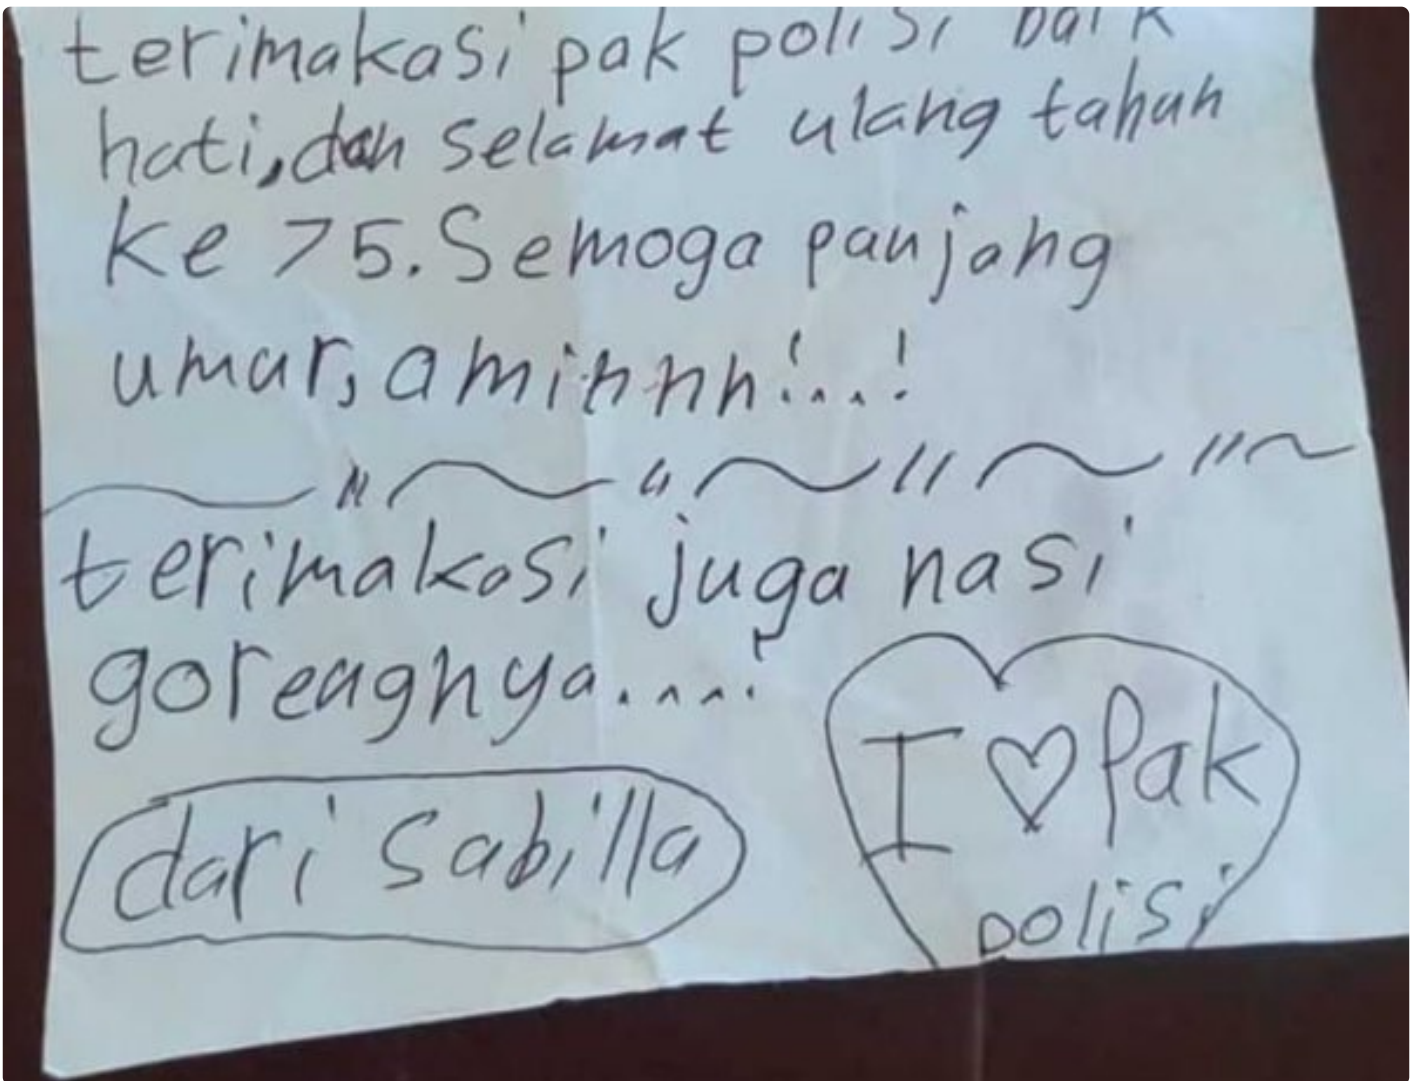 terimakasi pak polisi baik
hati, dan selamat ulang tahun
ke 75. Semoga panjang
umur, aminnnn!...!
terimakasi juga nasi
gorengnya....!
dari Sabilla
I ♡ Pak
polisi